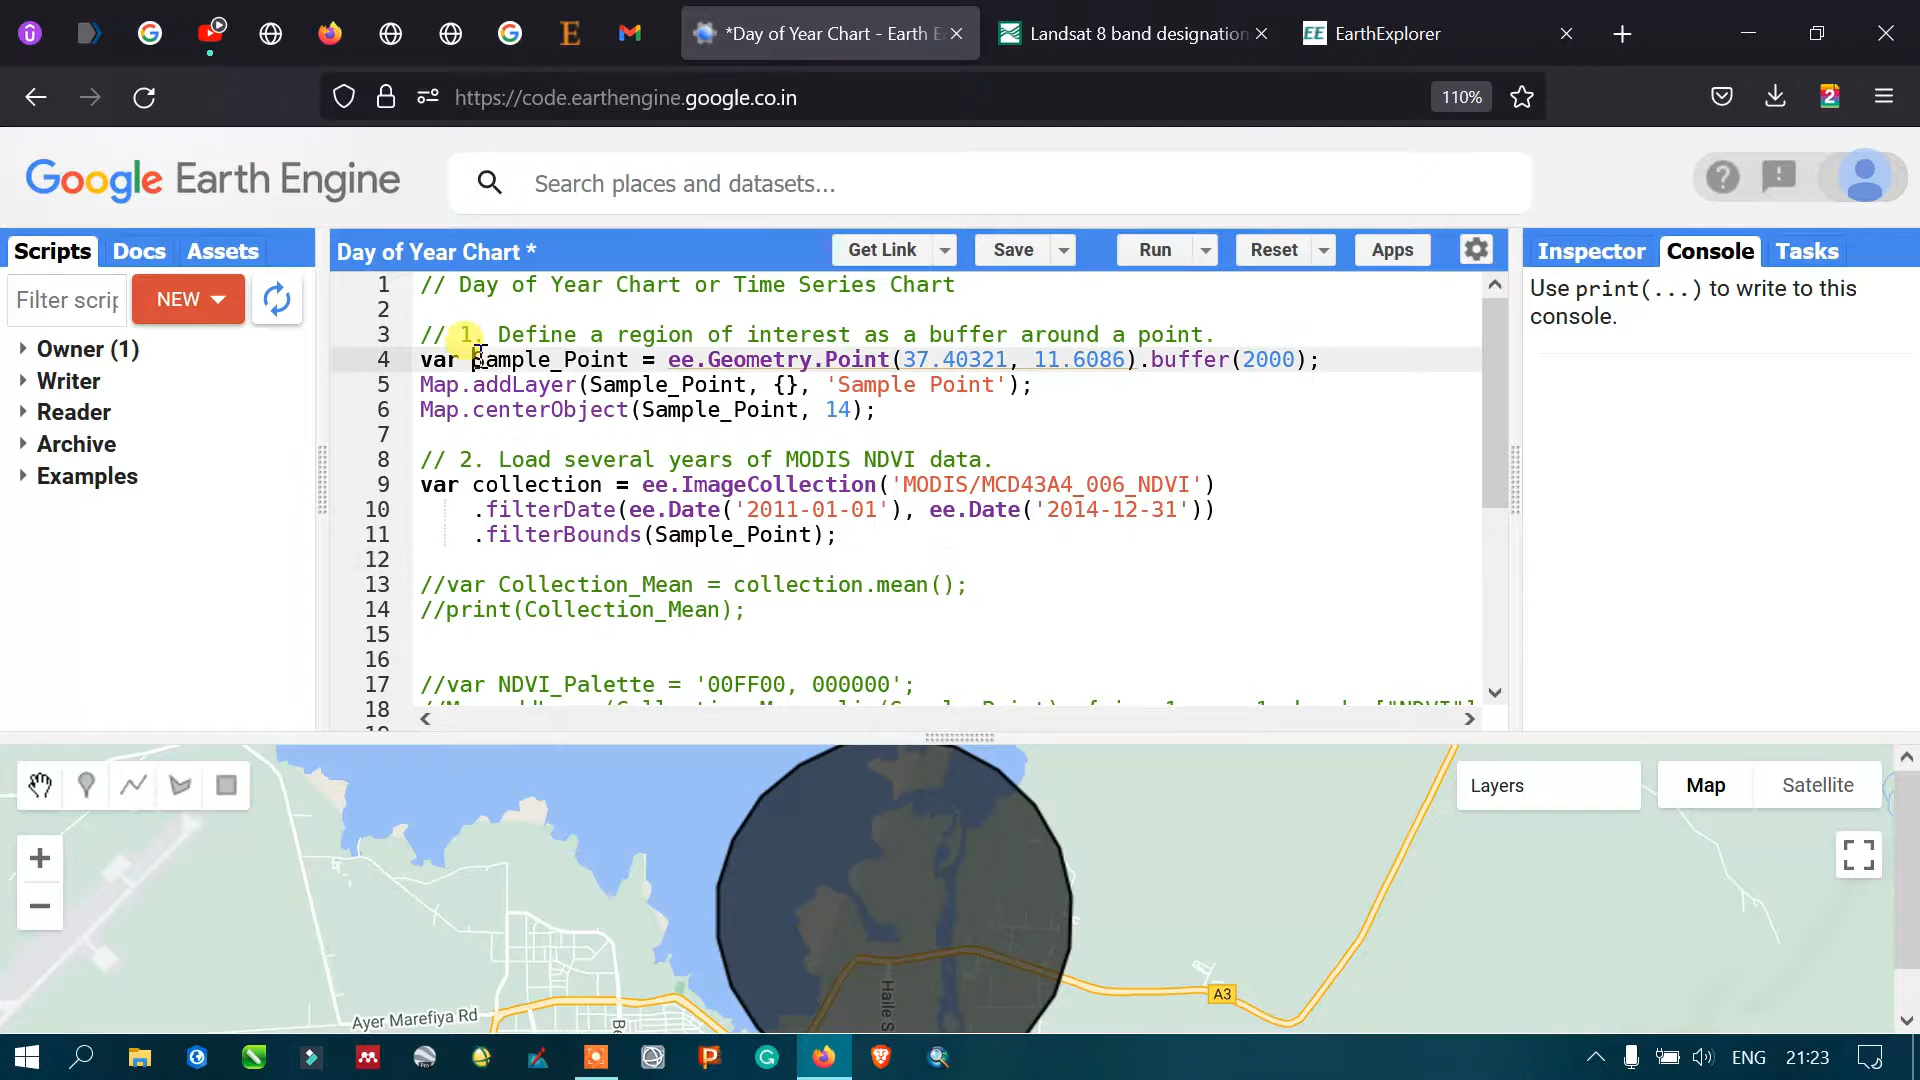 *Day of Year Chart - Earth E
Landsat 8 band designation
EE EarthExplorer
https://code.earthengine.google.co.in
110%
2
Google Earth Engine
Search places and datasets...
Scripts Docs Assets
Filter scrip
NEW
Owner (1)
Writer
Reader
Archive
Examples
Day of Year Chart *
Get Link
Save
Run
Reset
Apps
1 // Day of Year Chart or Time Series Chart
2
3 // 1. Define a region of interest as a buffer around a point.
4 var Sample_Point = ee.Geometry.Point(37.40321, 11.6086).buffer(2000);
5 Map.addLayer(Sample_Point, {}, 'Sample Point');
6 Map.centerObject(Sample_Point, 14);
7
8 // 2. Load several years of MODIS NDVI data.
9 var collection = ee.ImageCollection('MODIS/MCD43A4_006_NDVI')
10 .filterDate(ee.Date('2011-01-01'), ee.Date('2014-12-31'))
11 .filterBounds(Sample_Point);
12
13 //var Collection_Mean = collection.mean();
14 //print(Collection_Mean);
15
16
17 //var NDVI_Palette = '00FF00, 000000';
18
Inspector Console Tasks
Use print(...) to write to this
console.
Layers
Map Satellite
Ayer Marefiya Rd
Haile S
A3
ENG 21:23